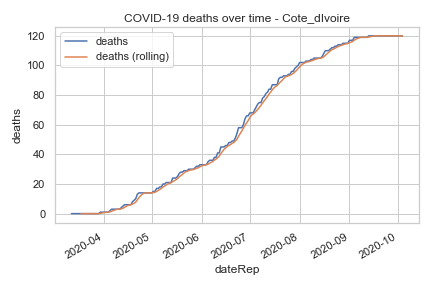 COVID-19 deaths over time - Cote_dIvoire
deaths
deaths (rolling)
120
100
80
60
40
20
0
deaths
2020-04
2020-05
2020-06
2020-07
2020-08
2020-09
2020-10
dateRep